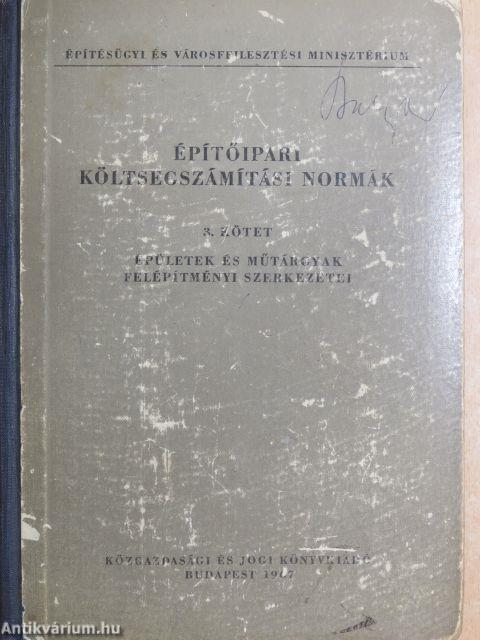 ÉPÍTÉSÜGYI ÉS VÁROSFEJLESZTÉSI MINISZTÉRIUM
ÉPÍTŐIPARI
KÖLTSÉGSZÁMÍTÁSI NORMÁK
3. KÖTET
ÉPÜLETEK ÉS MŰTÁRGYAK
FELÉPÍTMÉNYI SZERKEZETEI
KÖZGAZDASÁGI ÉS JOGI KÖNYVKIADÓ
BUDAPEST 1967
Antikvárium.hu